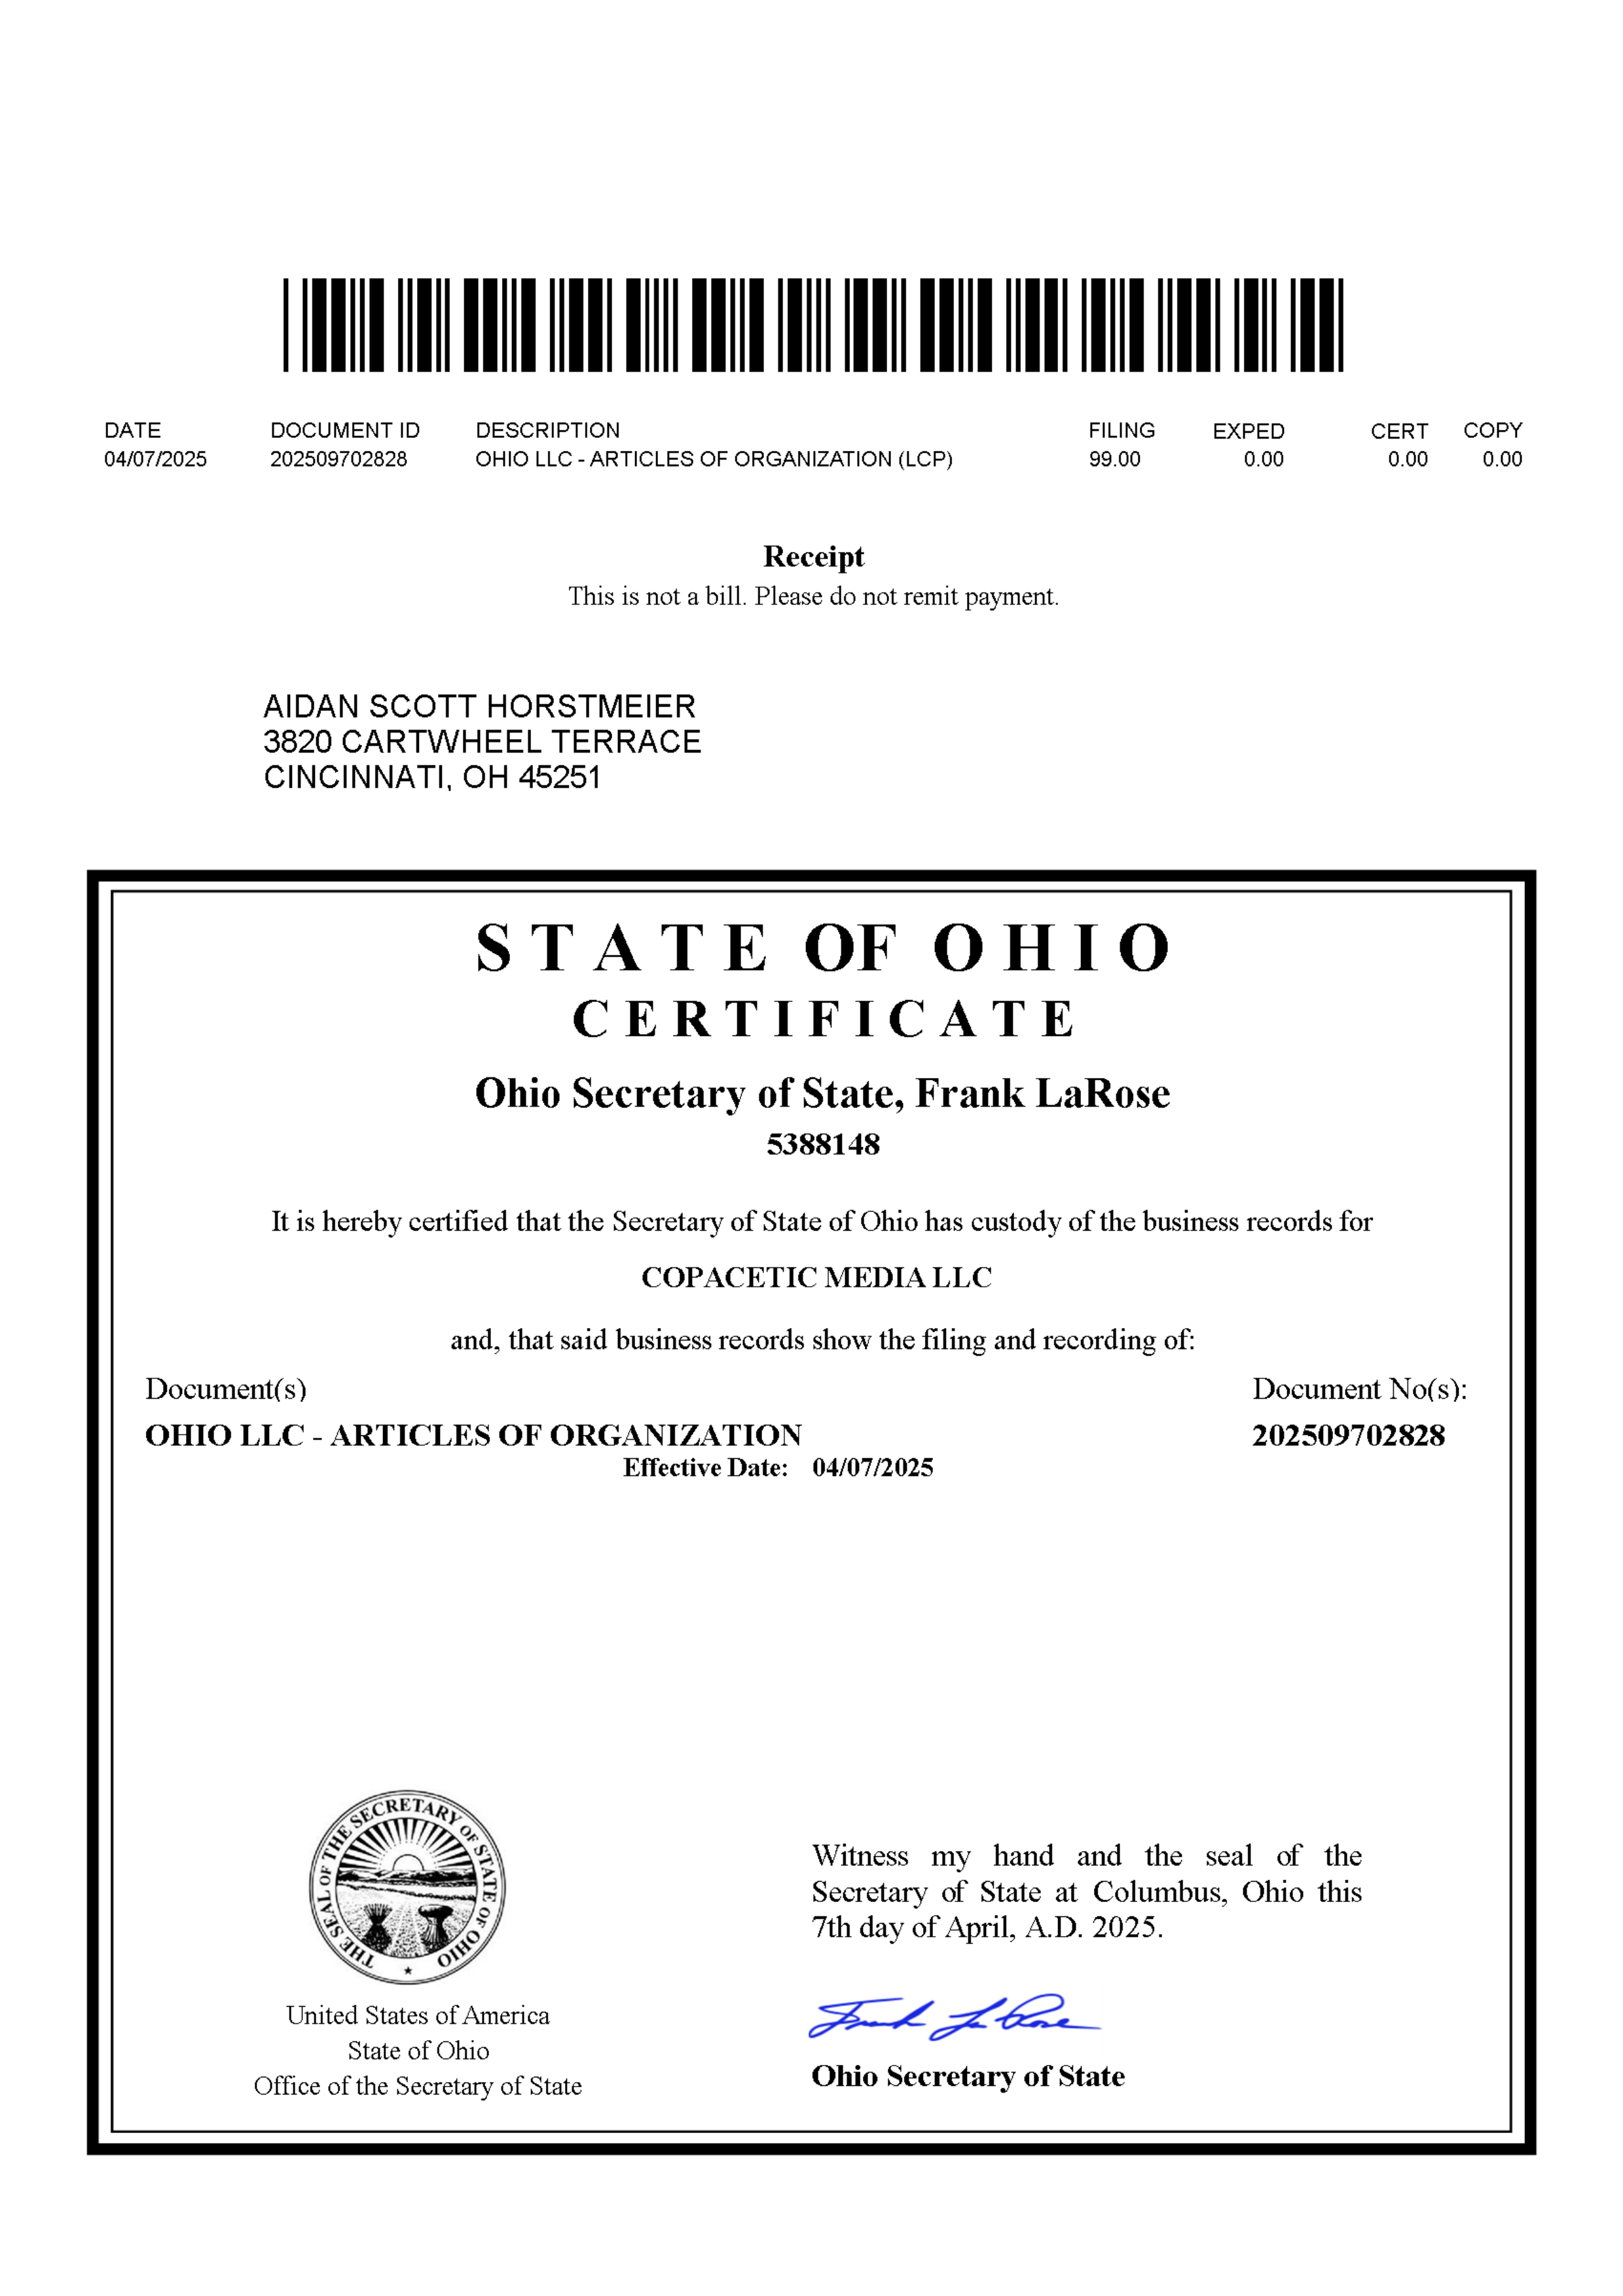 DATE DOCUMENT ID DESCRIPTION FILING EXPED CERT COPY
04/07/2025 202509702828 OHIO LLC - ARTICLES OF ORGANIZATION (LCP) 99.00 0.00 0.00 0.00
Receipt
This is not a bill. Please do not remit payment.
AIDAN SCOTT HORSTMEIER
3820 CARTWHEEL TERRACE
CINCINNATI, OH 45251
STATE OF OHIO
CERTIFICATE
Ohio Secretary of State, Frank LaRose
5388148
It is hereby certified that the Secretary of State of Ohio has custody of the business records for
COPACETIC MEDIA LLC
and, that said business records show the filing and recording of:
Document(s) Document No(s):
OHIO LLC - ARTICLES OF ORGANIZATION 202509702828
Effective Date: 04/07/2025
THE SEAL OF THE SECRETARY OF STATE OF OHIO
United States of America
State of Ohio
Office of the Secretary of State
Witness my hand and the seal of the
Secretary of State at Columbus, Ohio this
7th day of April, A.D. 2025.
Frank LaRose
Ohio Secretary of State